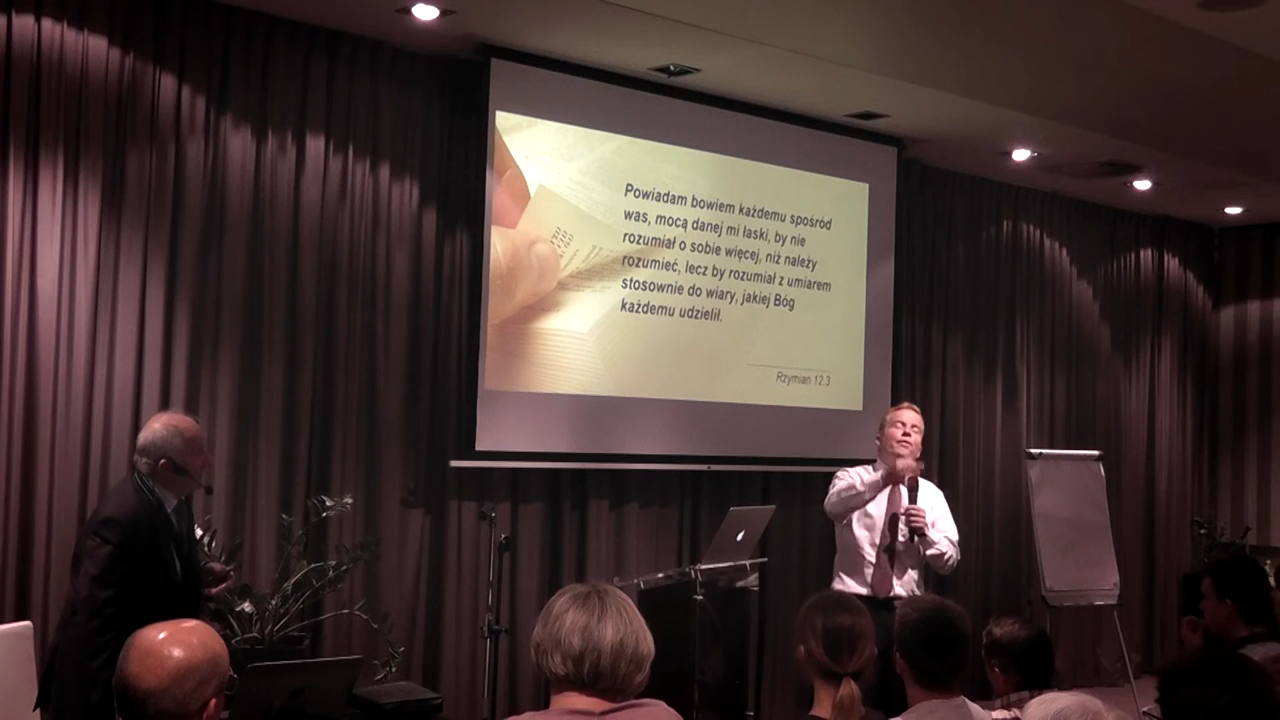 Powiadam bowiem każdemu spośród
was, mocą danej mi łaski, by nie
rozumiał o sobie więcej, niż należy
rozumieć, lecz by rozumiał z umiarem
stosownie do wiary, jakiej Bóg
każdemu udzielił.
Rzymian 12.3